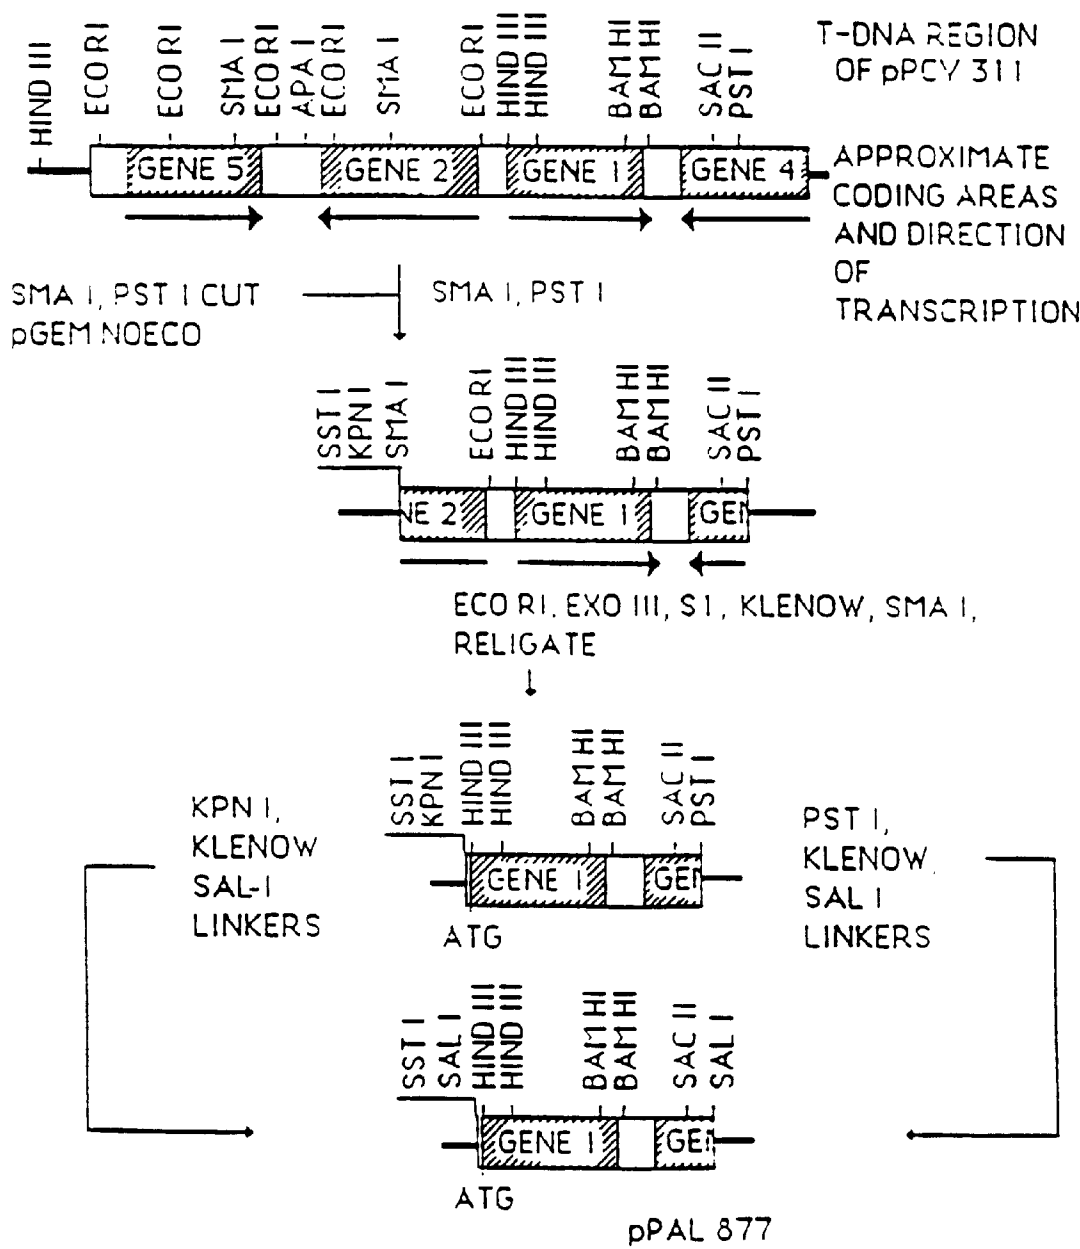 HIND III
ECO RI
ECO RI
SMA I
ECO RI
APA I
ECO RI
SMA I
ECO RI
HIND III
HIND III
BAM HI
BAM HI
SAC II
PST I
T-DNA REGION
OF pPCY 311
GENE 5
GENE 2
GENE 1
GENE 4
APPROXIMATE
CODING AREAS
AND DIRECTION
OF
TRANSCRIPTION
SMA I, PST I CUT
pGEM NOECO
SMA I, PST I
SST I
KPN I
SMA I
ECO RI
HIND III
HIND III
BAM HI
BAM HI
SAC II
PST I
NE 2
GENE 1
GEN
ECO RI, EXO III, S1, KLENOW, SMA I,
RELIGATE
SST I
KPN I
HIND III
HIND III
BAM HI
BAM HI
SAC II
PST I
GENE 1
GEN
ATG
KPN I,
KLENOW
SAL-I
LINKERS
PST I,
KLENOW,
SAL I
LINKERS
SST I
SAL I
HIND III
HIND III
BAM HI
BAM HI
SAC II
SAL I
GENE 1
GEN
ATG
pPAL 877